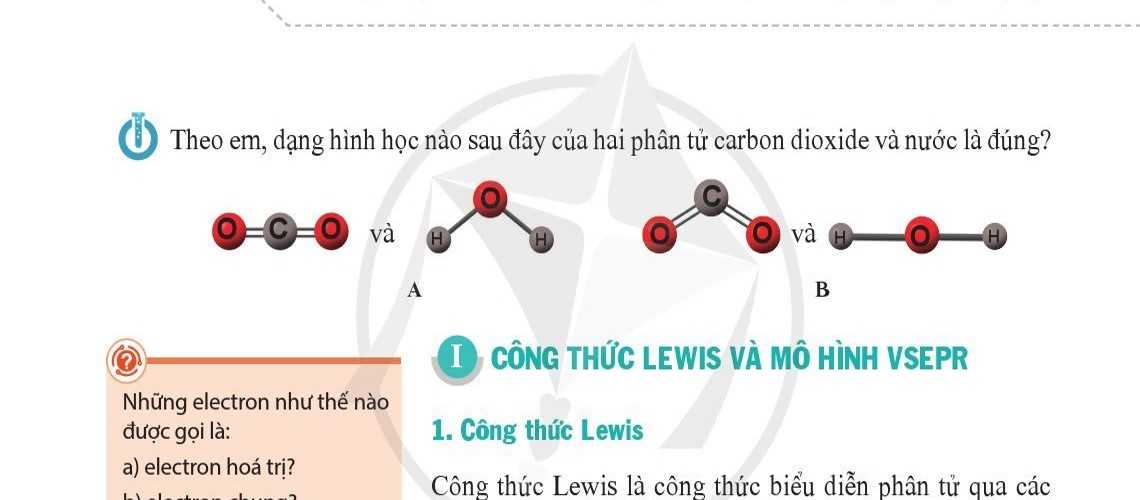 Theo em, dạng hình học nào sau đây của hai phân tử carbon dioxide và nước là đúng?
O C O và H O H
A
O C O và H O H
B
I CÔNG THỨC LEWIS VÀ MÔ HÌNH VSEPR
1. Công thức Lewis
Công thức Lewis là công thức biểu diễn phân tử qua các
?
Những electron như thế nào
được gọi là:
a) electron hoá trị?
b) electron chung?